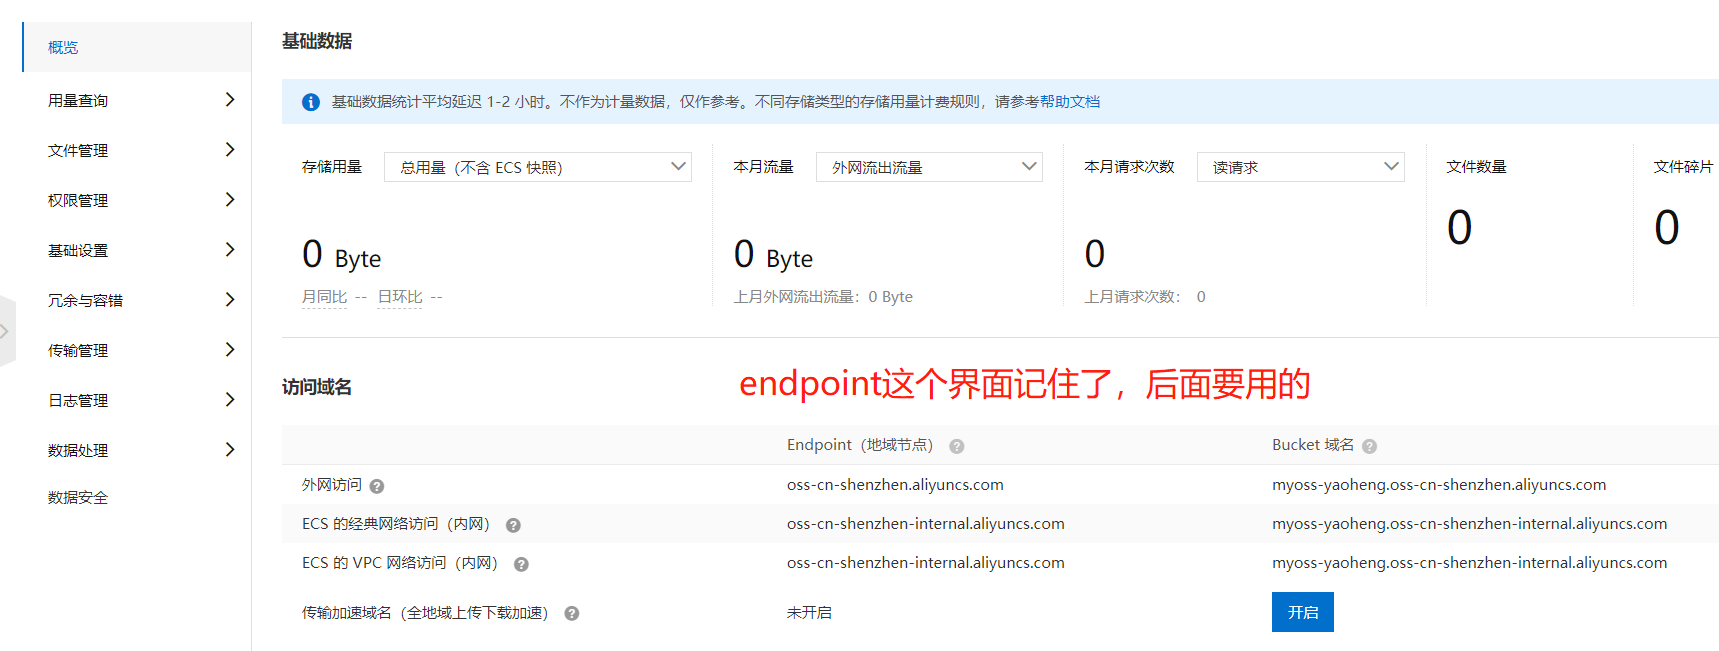 概览
用量查询
文件管理
权限管理
基础设置
冗余与容错
传输管理
日志管理
数据处理
数据安全
基础数据
基础数据统计平均延迟 1-2 小时。不作为计量数据，仅作参考。不同存储类型的存储用量计费规则，请参考帮助文档
存储用量 总用量（不含 ECS 快照）
0 Byte
月同比 -- 日环比 --
本月流量 外网流出流量
0 Byte
上月外网流出流量：0 Byte
本月请求次数 读请求
0
上月请求次数： 0
文件数量
0
文件碎片
0
访问域名
endpoint这个界面记住了，后面要用的
Endpoint（地域节点） Bucket 域名
外网访问 oss-cn-shenzhen.aliyuncs.com myoss-yaoheng.oss-cn-shenzhen.aliyuncs.com
ECS 的经典网络访问（内网） oss-cn-shenzhen-internal.aliyuncs.com myoss-yaoheng.oss-cn-shenzhen-internal.aliyuncs.com
ECS 的 VPC 网络访问（内网） oss-cn-shenzhen-internal.aliyuncs.com myoss-yaoheng.oss-cn-shenzhen-internal.aliyuncs.com
传输加速域名（全地域上传下载加速） 未开启 开启